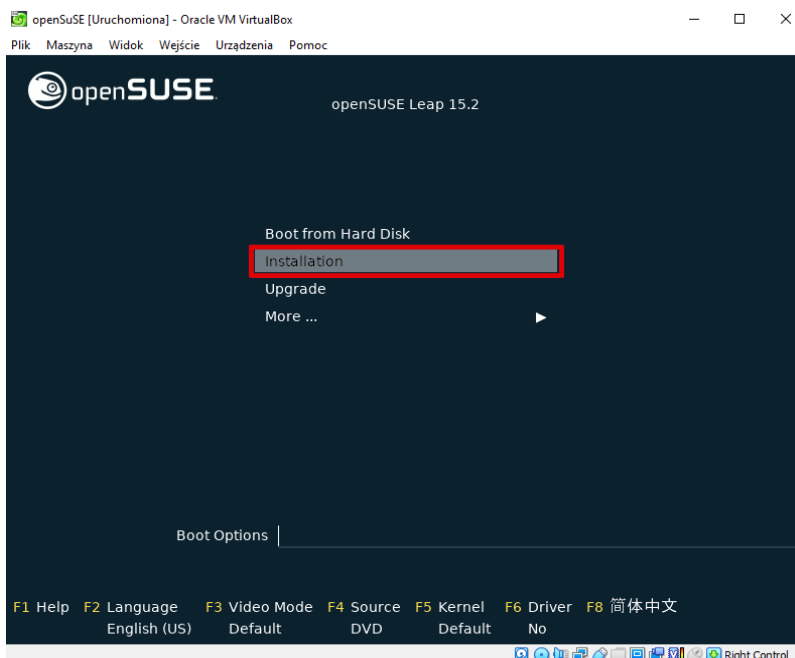 openSuSE [Uruchomiona] - Oracle VM VirtualBox
Plik Maszyna Widok Wejście Urządzenia Pomoc
openSUSE.
openSUSE Leap 15.2
Boot from Hard Disk
Installation
Upgrade
More ...
Boot Options
F1 Help F2 Language F3 Video Mode F4 Source F5 Kernel F6 Driver F8 简体中文
English (US) Default DVD Default No
Right Control